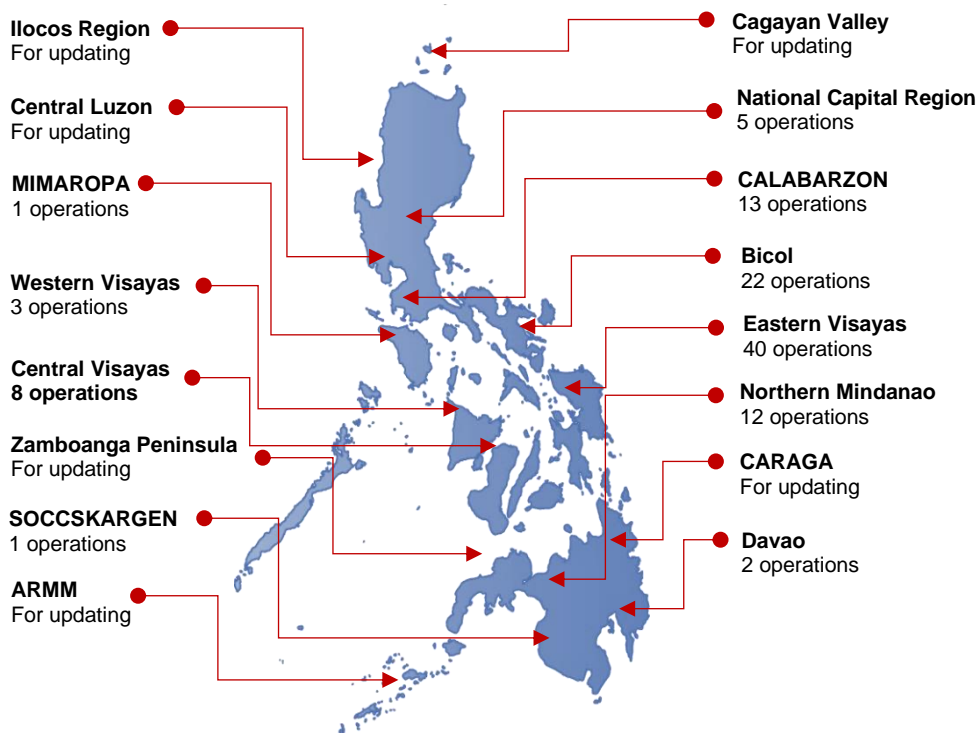 Ilocos Region
For updating
Central Luzon
For updating
MIMAROPA
1 operations
Western Visayas
3 operations
Central Visayas
8 operations
Zamboanga Peninsula
For updating
SOCCSKARGEN
1 operations
ARMM
For updating
Cagayan Valley
For updating
National Capital Region
5 operations
CALABARZON
13 operations
Bicol
22 operations
Eastern Visayas
40 operations
Northern Mindanao
12 operations
CARAGA
For updating
Davao
2 operations